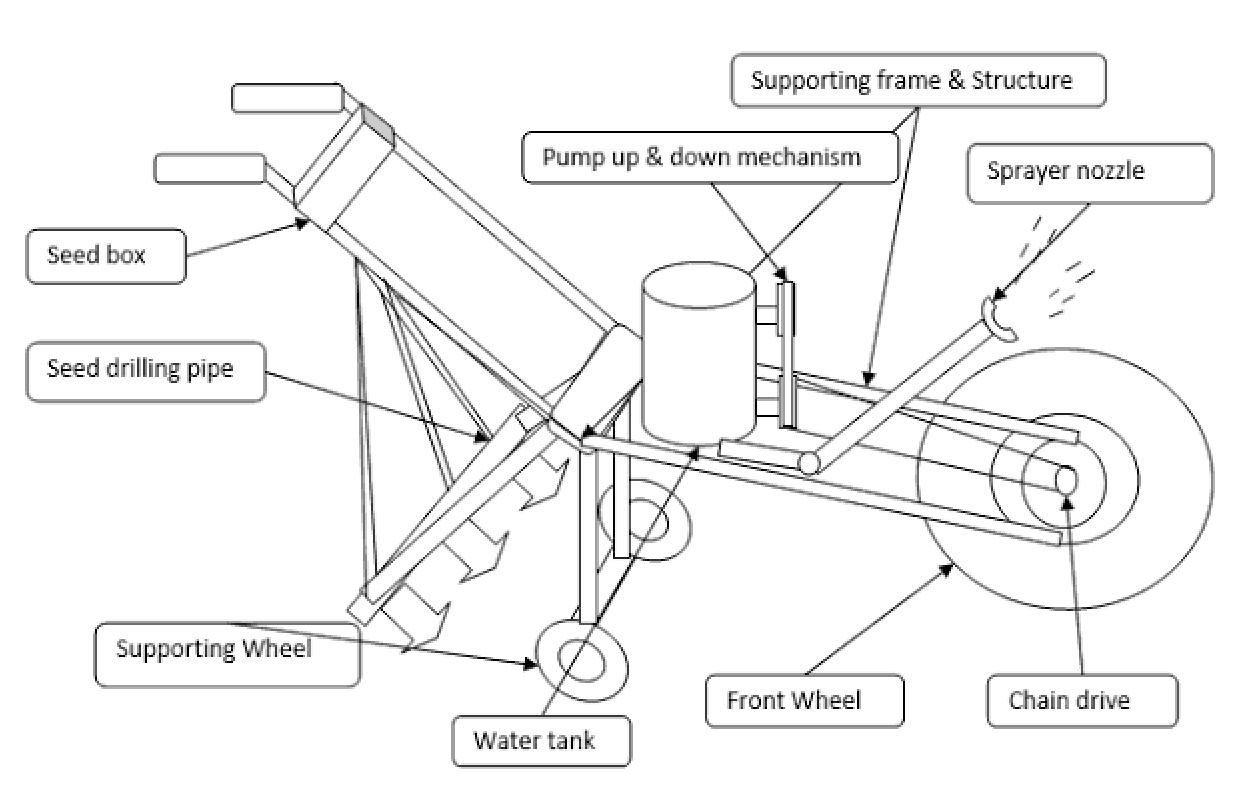 Supporting frame & Structure
Pump up & down mechanism
Sprayer nozzle
Seed box
Seed drilling pipe
Supporting Wheel
Front Wheel
Chain drive
Water tank